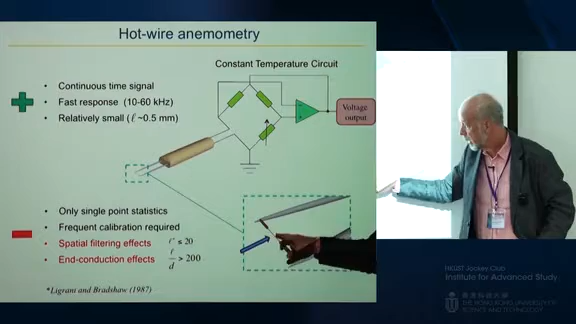 Hot-wire anemometry
Constant Temperature Circuit
• Continuous time signal
• Fast response (10-60 kHz)
• Relatively small (ℓ ~0.5 mm)
Voltage
output
• Only single point statistics
• Frequent calibration required
• Spatial filtering effects ℓ⁺ ≤ 20
• End-conduction effects ℓ/d > 200
*Ligrani and Bradshaw (1987)
HKUST Jockey Club
Institute for Advanced Study
香港科技大學
THE HONG KONG UNIVERSITY OF
SCIENCE AND TECHNOLOGY